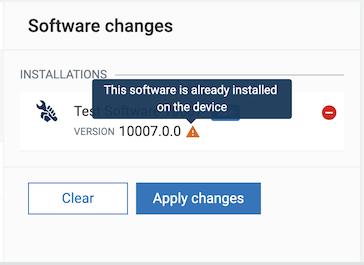 Software changes
INSTALLATIONS
This software is already installed
on the device
Test Software
VERSION 10007.0.0
Clear
Apply changes